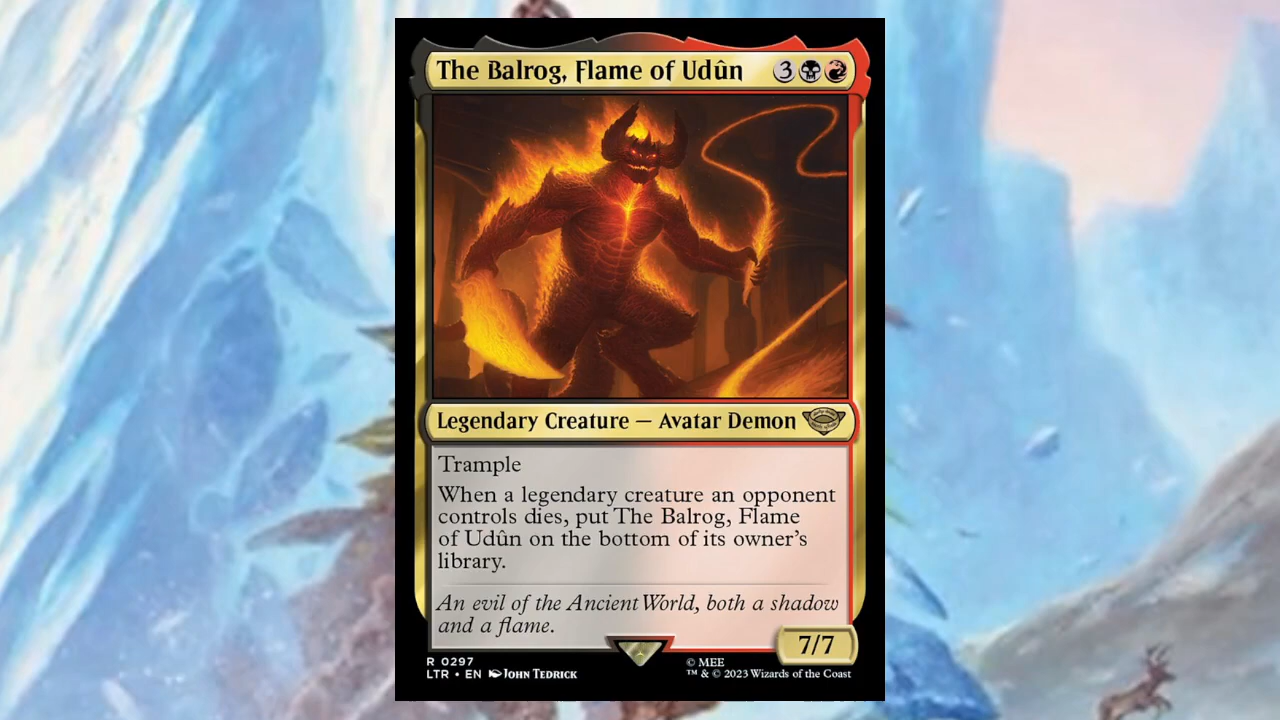 The Balrog, Flame of Udûn 3
Legendary Creature — Avatar Demon
Trample
When a legendary creature an opponent
controls dies, put The Balrog, Flame
of Udûn on the bottom of its owner's
library.
An evil of the Ancient World, both a shadow
and a flame.
7/7
R 0297
LTR • EN John Tedrick
© MEE
™ & © 2023 Wizards of the Coast